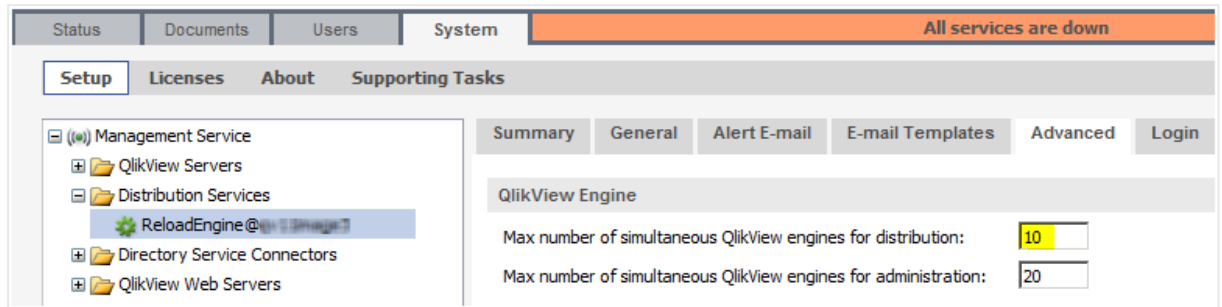 Status Documents Users System All services are down
Setup Licenses About Supporting Tasks
Management Service
QlikView Servers
Distribution Services
ReloadEngine@
Directory Service Connectors
QlikView Web Servers
Summary General Alert E-mail E-mail Templates Advanced Login
QlikView Engine
Max number of simultaneous QlikView engines for distribution: 10
Max number of simultaneous QlikView engines for administration: 20